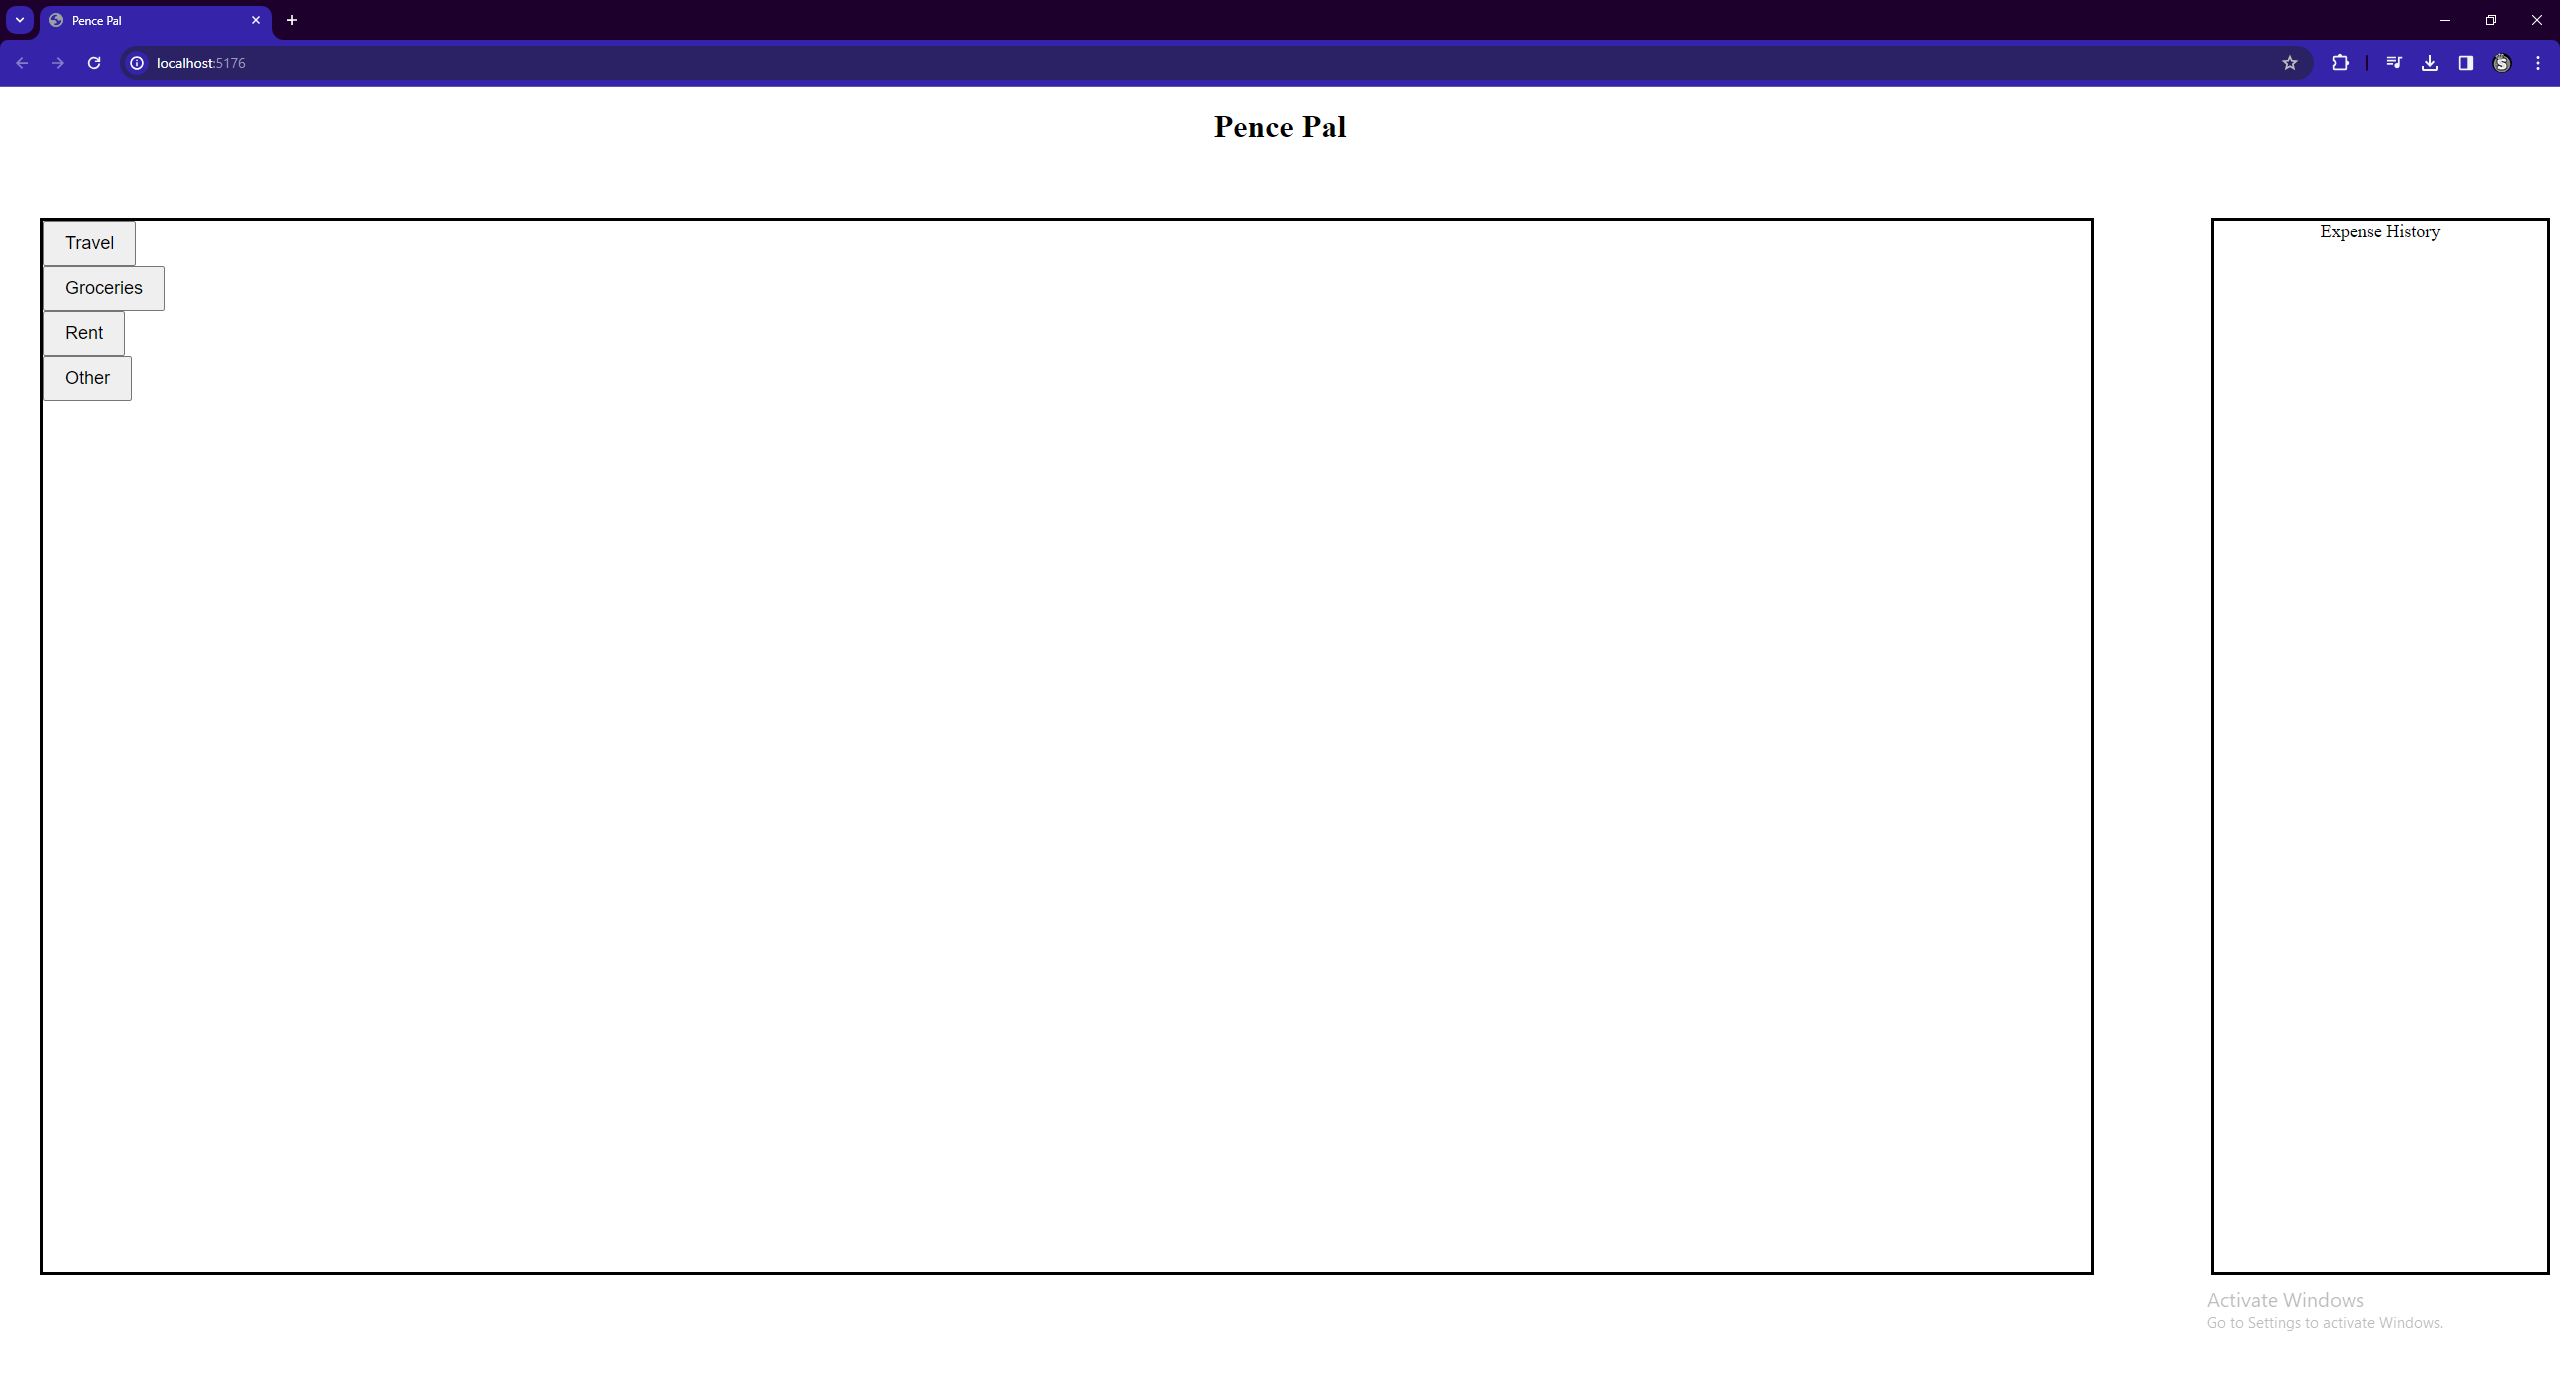 Pence Pal
localhost:5176
Pence Pal
Travel
Groceries
Rent
Other
Expense History
Activate Windows
Go to Settings to activate Windows.